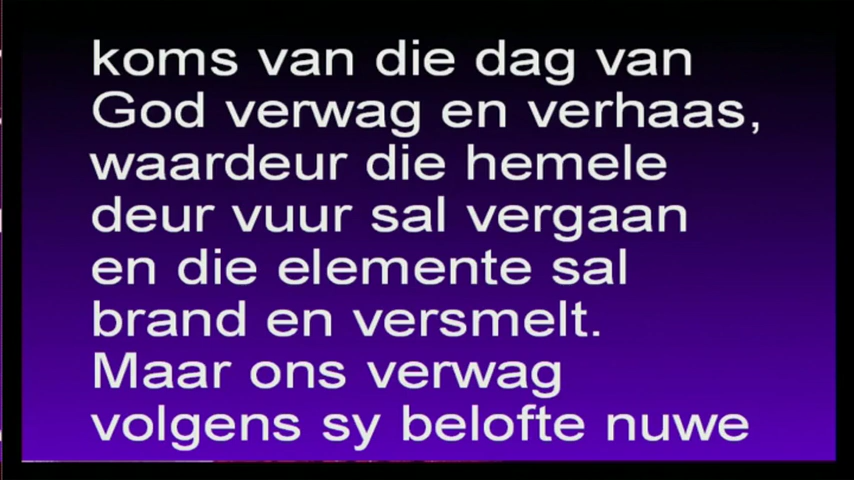 koms van die dag van
God verwag en verhaas,
waardeur die hemele
deur vuur sal vergaan
en die elemente sal
brand en versmelt.
Maar ons verwag
volgens sy belofte nuwe